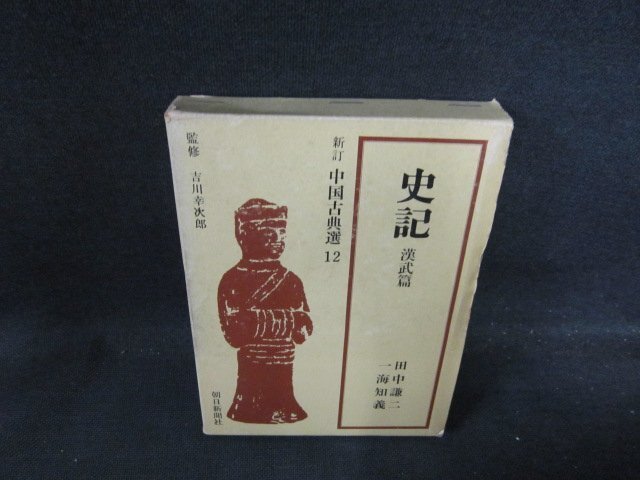 史記
漢武篇
田中謙二
一海知義
新訂 中国古典選 12
監修 吉川幸次郎
朝日新聞社